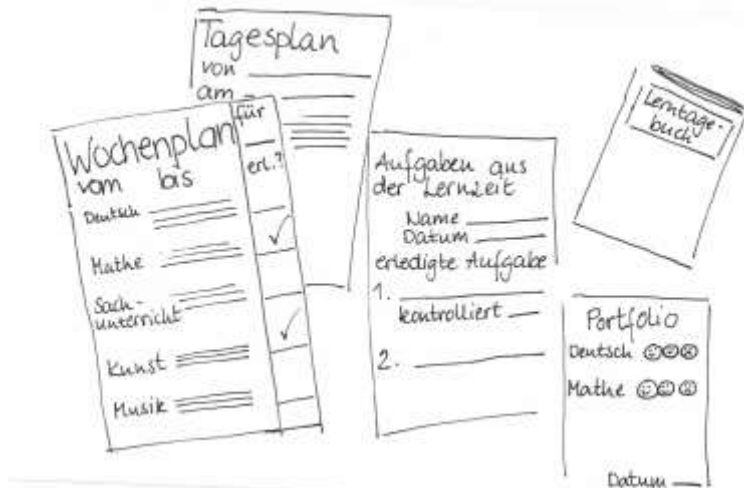 Tagesplan
von
am
Wochenplan
für
vom bis
erl.?
Deutsch
Mathe
Sach-
unterricht
Kunst
Musik
Aufgaben aus
der Lernzeit
Name
Datum
erledigte Aufgabe
1.
kontrolliert
2.
Lerntage-
buch
Portfolio
Deutsch
Mathe
Datum